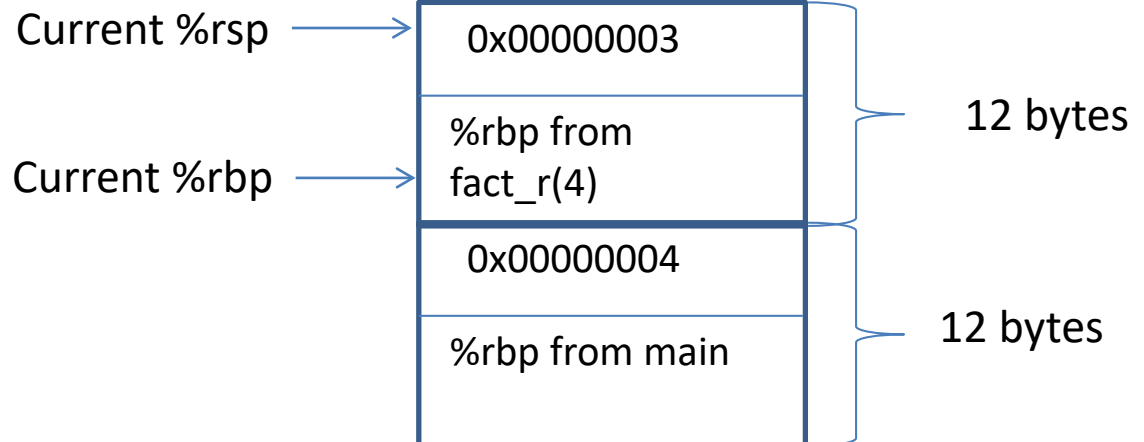 Current %rsp
0x00000003
12 bytes
%rbp from
fact_r(4)
Current %rbp
0x00000004
12 bytes
%rbp from main